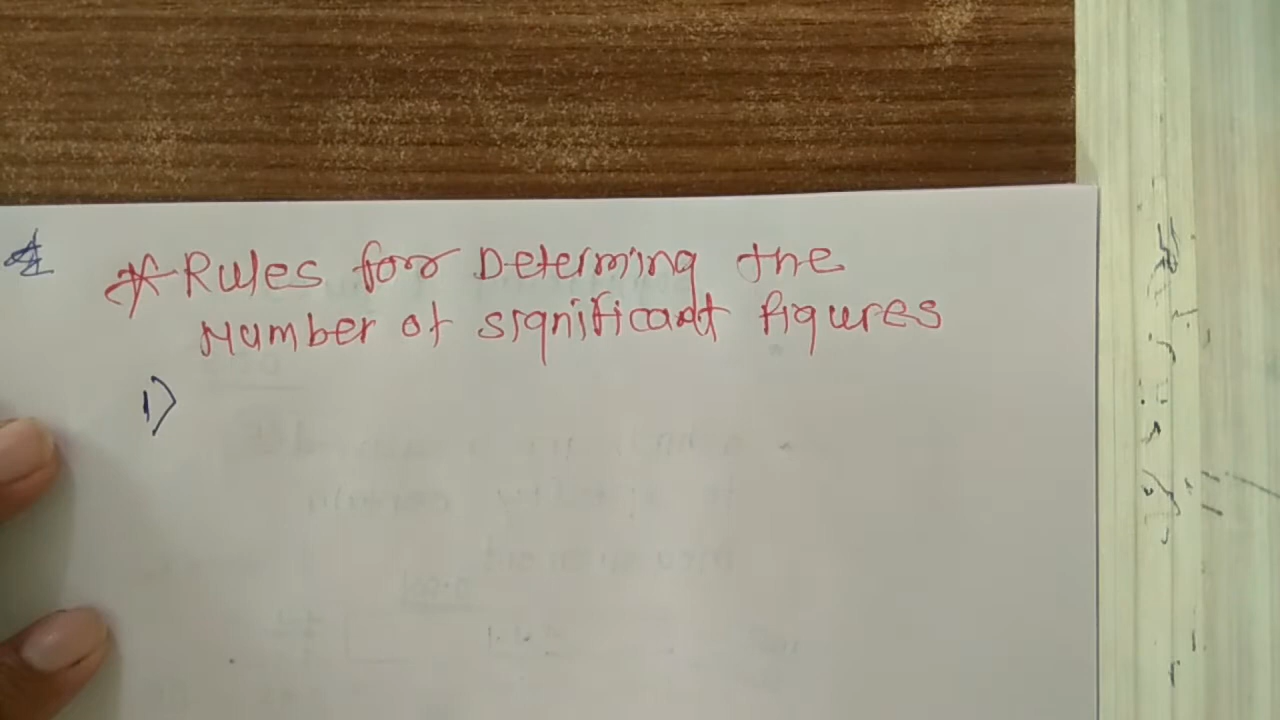 * Rules for Determing the
Number of significant figures
1)